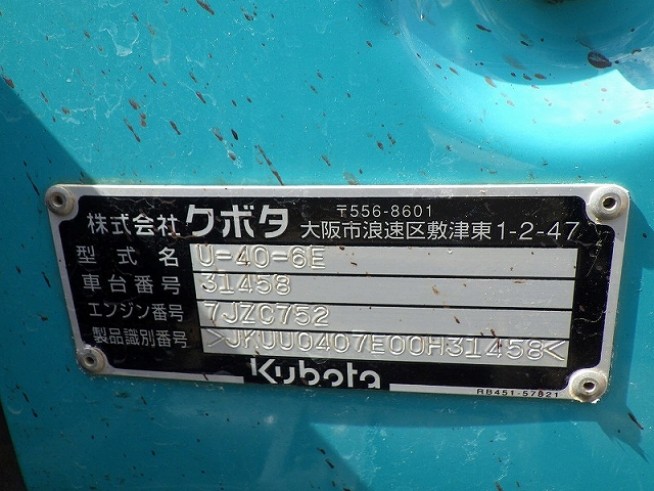 株式会社 クボタ 〒556-8601
大阪市浪速区敷津東1-2-47
型式名 U-40-6E
車台番号 31458
エンジン番号 7JZC752
製品識別番号 >JKUU0407E00H31458<
Kubota
RB451-57821